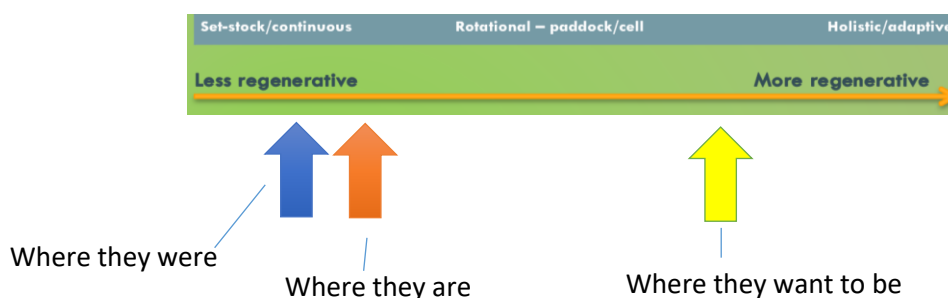 Set-stock/continuous Rotational – paddock/cell Holistic/adaptive
Less regenerative More regenerative
Where they were
Where they are Where they want to be